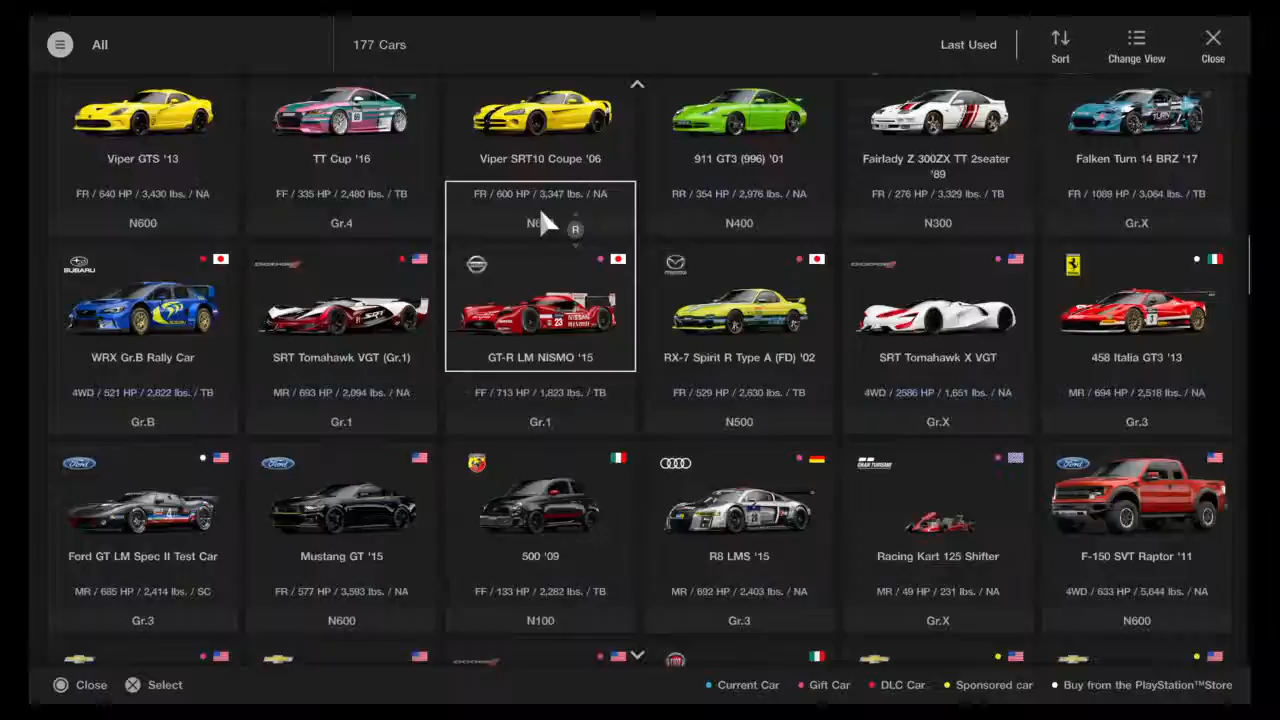 All
177 Cars
Last Used
Sort
Change View
Close
Viper GTS '13
TT Cup '16
Viper SRT10 Coupe '06
911 GT3 (996) '01
Fairlady Z 300ZX TT 2seater '89
Falken Turn 14 BRZ '17
FR / 640 HP / 3,430 lbs. / NA
FF / 335 HP / 2,480 lbs. / TB
FR / 600 HP / 3,347 lbs. / NA
RR / 354 HP / 2,976 lbs. / NA
FR / 276 HP / 3,329 lbs. / TB
FR / 1089 HP / 3,064 lbs. / TB
N600
Gr.4
R
N400
N300
Gr.X
SUBARU
WRX Gr.B Rally Car
SRT Tomahawk VGT (Gr.1)
GT-R LM NISMO '15
RX-7 Spirit R Type A (FD) '02
SRT Tomahawk X VGT
458 Italia GT3 '13
4WD / 521 HP / 2,822 lbs. / TB
MR / 693 HP / 2,094 lbs. / NA
FF / 713 HP / 1,823 lbs. / TB
FR / 529 HP / 2,630 lbs. / TB
4WD / 2586 HP / 1,651 lbs. / NA
MR / 694 HP / 2,518 lbs. / NA
Gr.B
Gr.1
Gr.1
N500
Gr.X
Gr.3
Ford
Ford
GRAN TURISMO
Ford
Ford GT LM Spec II Test Car
Mustang GT '15
500 '09
R8 LMS '15
Racing Kart 125 Shifter
F-150 SVT Raptor '11
MR / 685 HP / 2,414 lbs. / SC
FR / 577 HP / 3,593 lbs. / NA
FF / 133 HP / 2,282 lbs. / TB
MR / 692 HP / 2,403 lbs. / NA
MR / 49 HP / 231 lbs. / NA
4WD / 633 HP / 5,644 lbs. / NA
Gr.3
N600
N100
Gr.3
Gr.X
N600
Close
Select
Current Car
Gift Car
DLC Car
Sponsored car
Buy from the PlayStation™Store